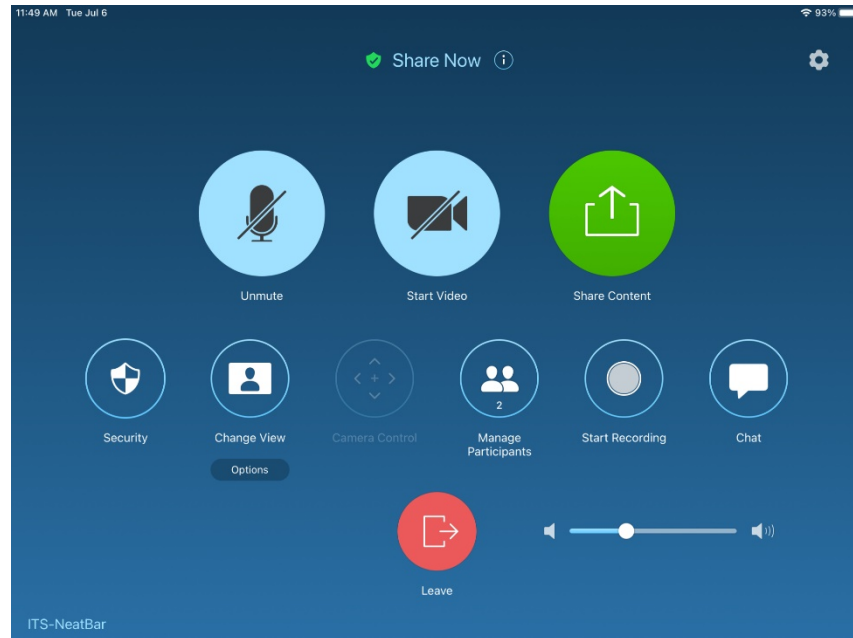 11:49 AM Tue Jul 6
93%
Share Now
Unmute
Start Video
Share Content
2
Security
Change View
Camera Control
Manage
Participants
Start Recording
Chat
Options
Leave
ITS-NeatBar